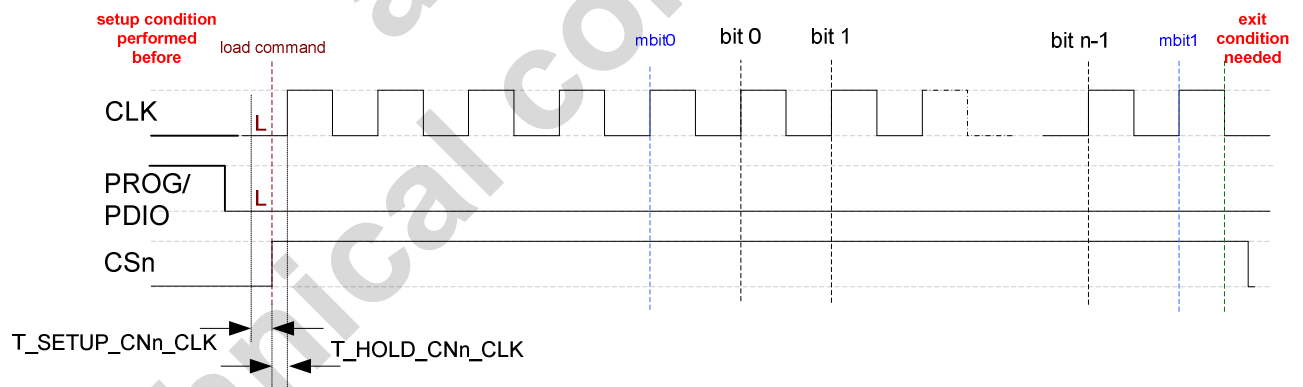 setup condition
performed
before
load command
mbit0
bit 0
bit 1
bit n-1
mbit1
exit
condition
needed
CLK
L
PROG/
PDIO
L
CSn
T_SETUP_CNn_CLK
T_HOLD_CNn_CLK